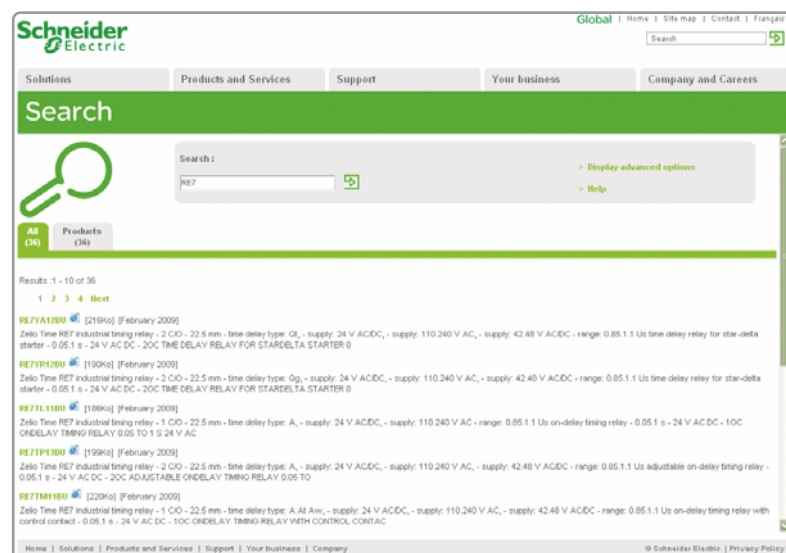 Global | Home | Site map | Contact | Françai
Schneider
Electric
Search
Solutions
Products and Services
Support
Your business
Company and Careers
Search
Search :
RE7
> Display advanced options
> Help
All
(36)
Products
(36)
Results :1 - 10 of 36
1 2 3 4 Next
RE7YA12BU [216Ko] [February 2009]
Zelio Time RE7 industrial timing relay - 2 C/O - 22.5 mm - time delay type: Qt, - supply: 24 V AC/DC, - supply: 110.240 V AC, - supply: 42.48 V AC/DC - range: 0.85.1.1 Us time delay relay for star-delta
starter - 0.05.1 s - 24 V AC DC - 2OC TIME DELAY RELAY FOR STARDELTA STARTER 0
RE7YR12BU [190Ko] [February 2009]
Zelio Time RE7 industrial timing relay - 2 C/O - 22.5 mm - time delay type: Qg, - supply: 24 V AC/DC, - supply: 110.240 V AC, - supply: 42.48 V AC/DC - range: 0.85.1.1 Us time delay relay for star-delta
starter - 0.05.1 s - 24 V AC DC - 2OC TIME DELAY RELAY FOR STARDELTA STARTER 0
RE7TL11BU [186Ko] [February 2009]
Zelio Time RE7 industrial timing relay - 1 C/O - 22.5 mm - time delay type: A, - supply: 24 V AC/DC, - supply: 110.240 V AC - range: 0.85.1.1 Us on-delay timing relay - 0.05.1 s - 24 V AC DC - 1OC
ONDELAY TIMING RELAY 0.05 TO 1 S 24 V AC
RE7TP13BU [199Ko] [February 2009]
Zelio Time RE7 industrial timing relay - 2 C/O - 22.5 mm - time delay type: A, - supply: 24 V AC/DC, - supply: 110.240 V AC, - supply: 42.48 V AC/DC - range: 0.85.1.1 Us adjustable on-delay timing relay -
0.05.1 s - 24 V AC DC - 2OC ADJUSTABLE ONDELAY TIMING RELAY 0.05 TO
RE7TM11BU [220Ko] [February 2009]
Zelio Time RE7 industrial timing relay - 1 C/O - 22.5 mm - time delay type: A At Aw, - supply: 24 V AC/DC, - supply: 110.240 V AC, - supply: 42.48 V AC/DC - range: 0.85.1.1 Us on-delay timing relay with
control contact - 0.05.1 s - 24 V AC DC - 1OC ONDELAY TIMING RELAY WITH CONTROL CONTAC
Home | Solutions | Products and Services | Support | Your business | Company
© Schneider Electric | Privacy Policy